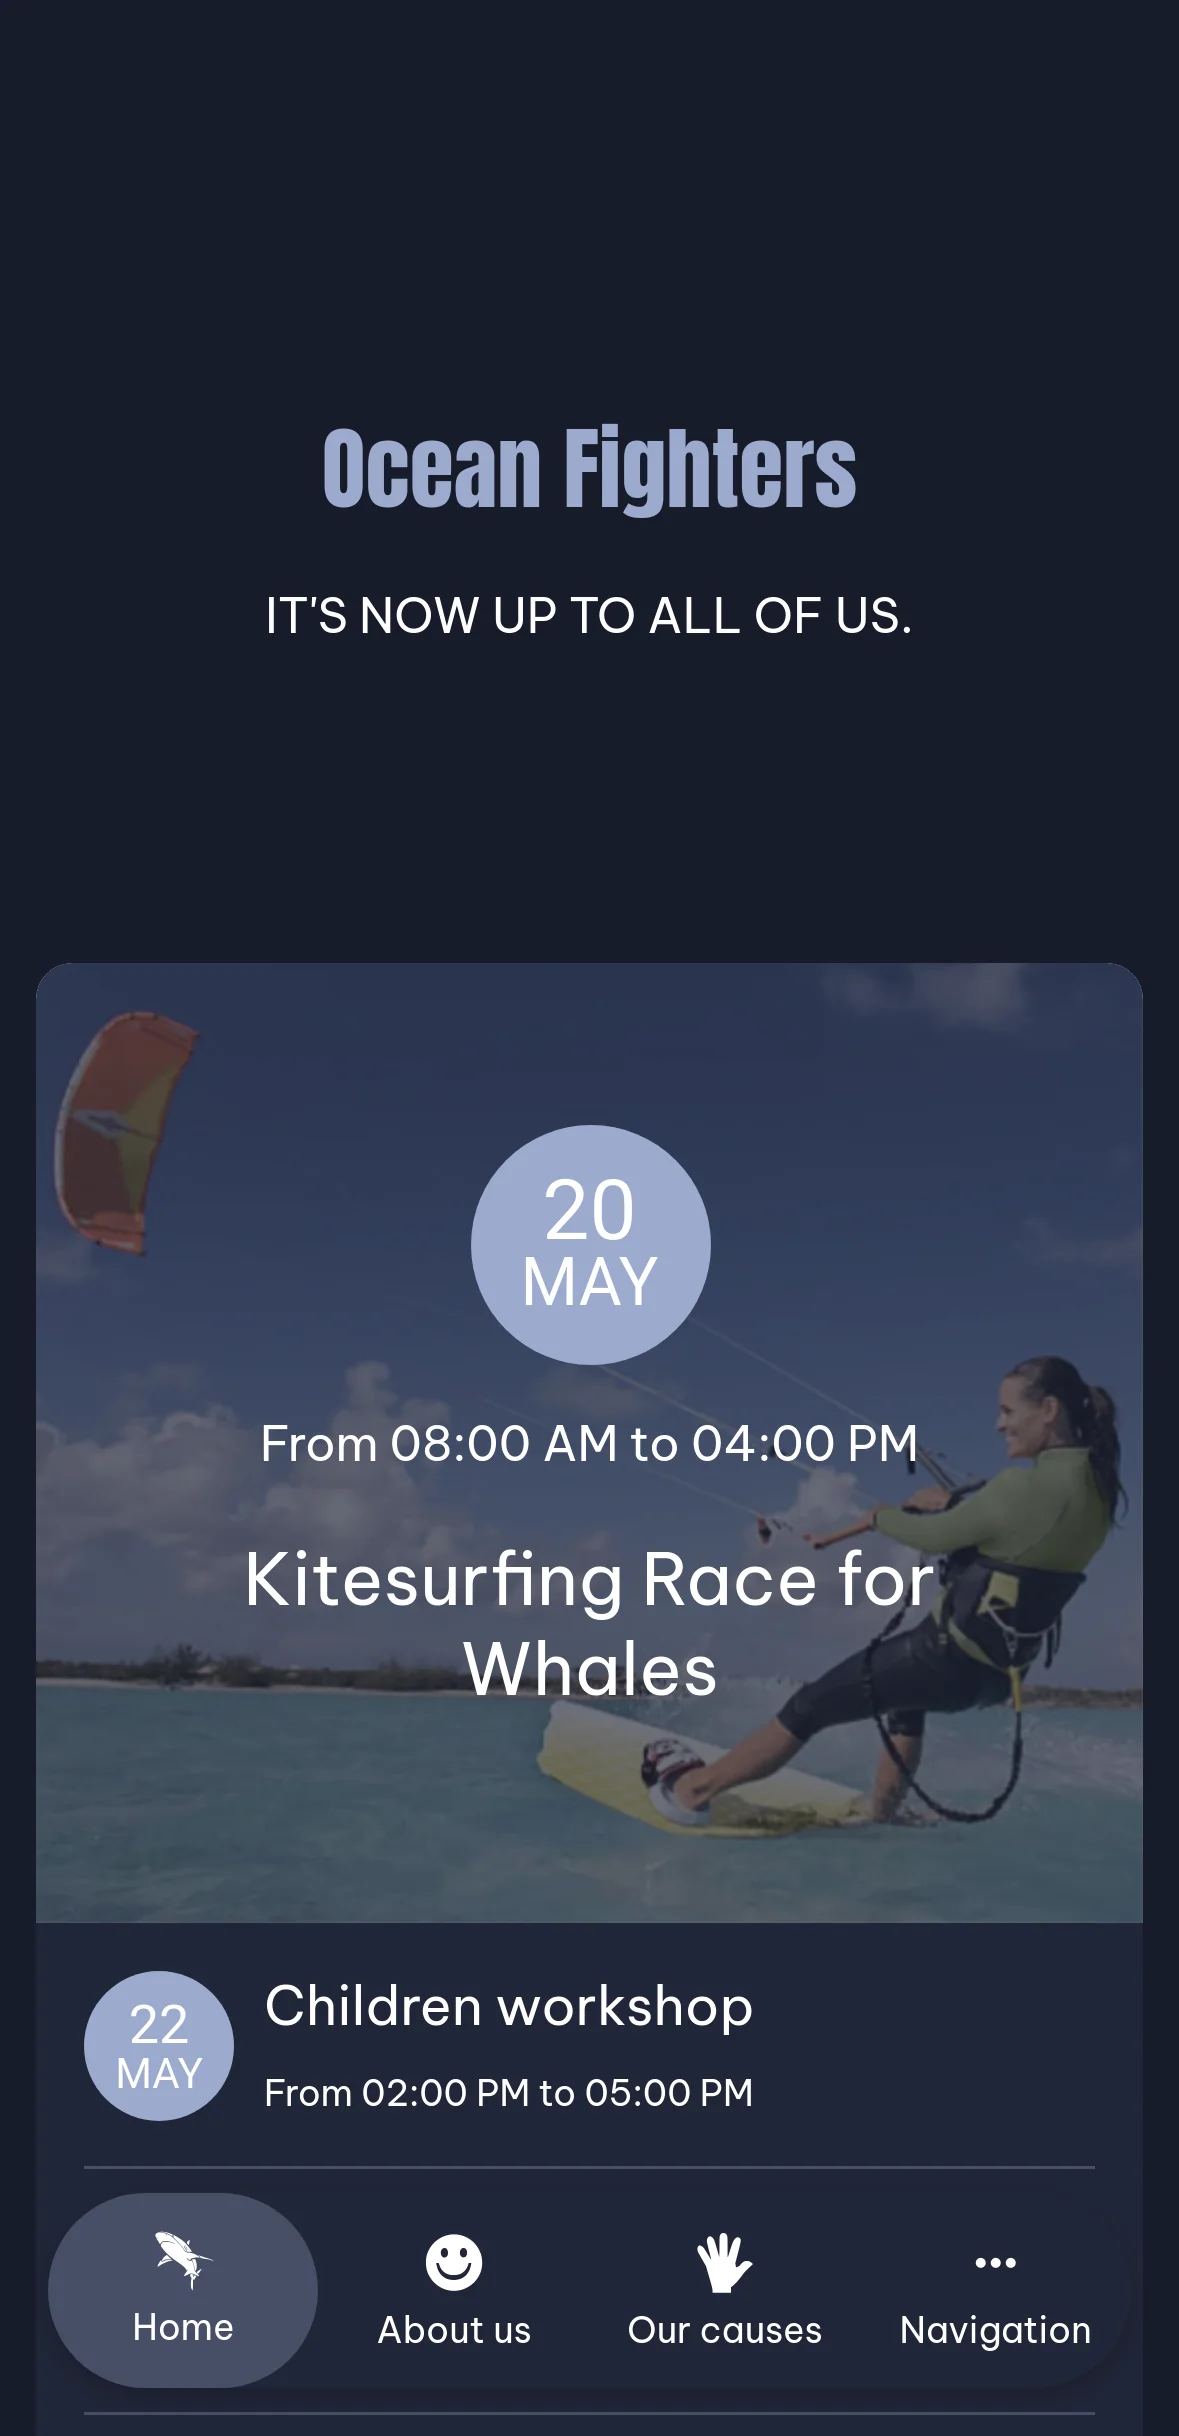 Ocean Fighters
IT'S NOW UP TO ALL OF US.
20
MAY
From 08:00 AM to 04:00 PM
Kitesurfing Race for
Whales
22
MAY
Children workshop
From 02:00 PM to 05:00 PM
Home
About us
Our causes
Navigation